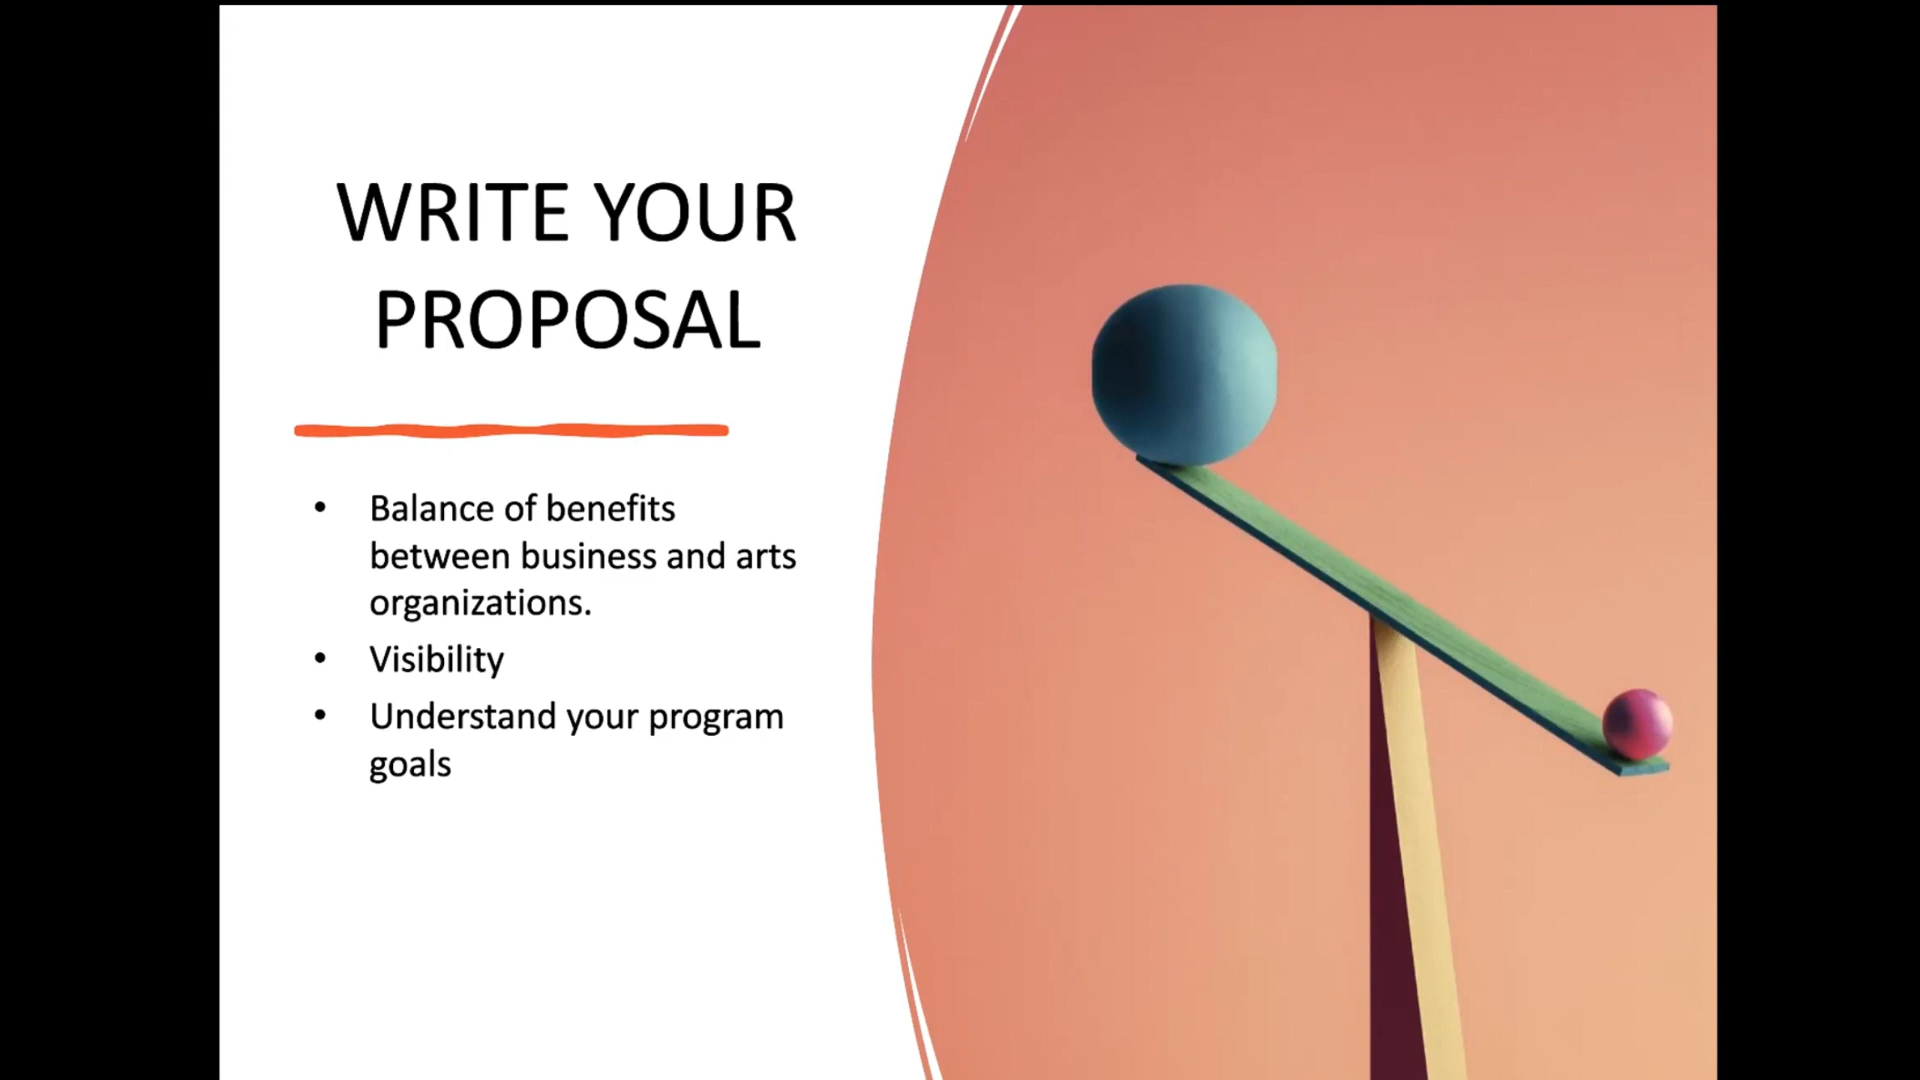 WRITE YOUR
PROPOSAL
• Balance of benefits
between business and arts
organizations.
• Visibility
• Understand your program
goals